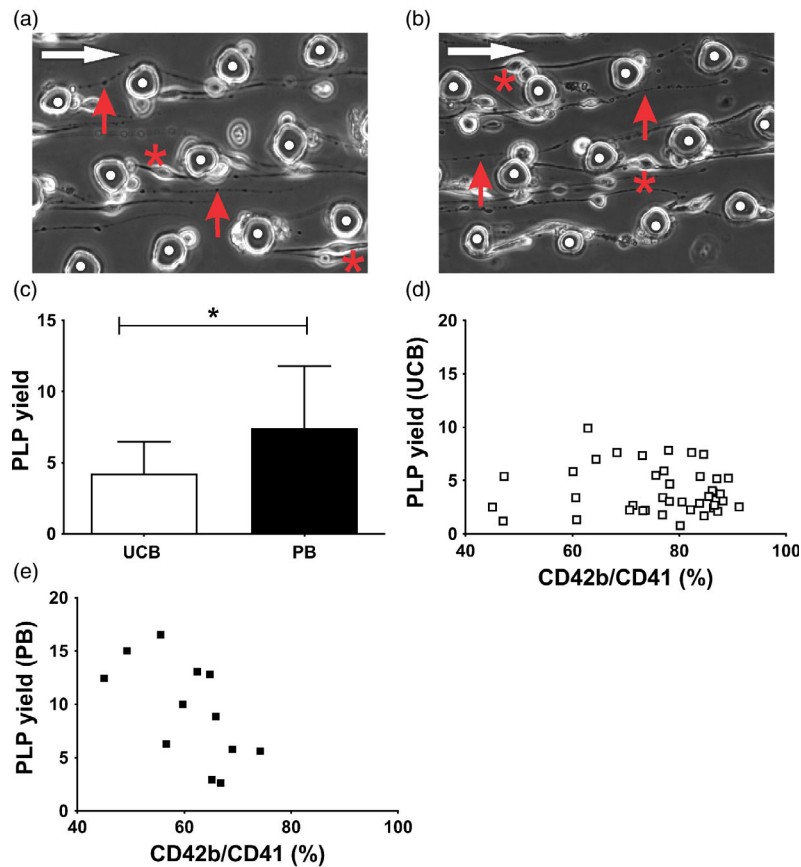 (a)
(b)
*
*
*
*
(c)
15
10
5
0
PLP yield
*
UCB
PB
(d)
20
15
10
5
0
PLP yield (UCB)
40
60
80
100
CD42b/CD41 (%)
(e)
20
15
10
5
0
PLP yield (PB)
40
60
80
100
CD42b/CD41 (%)